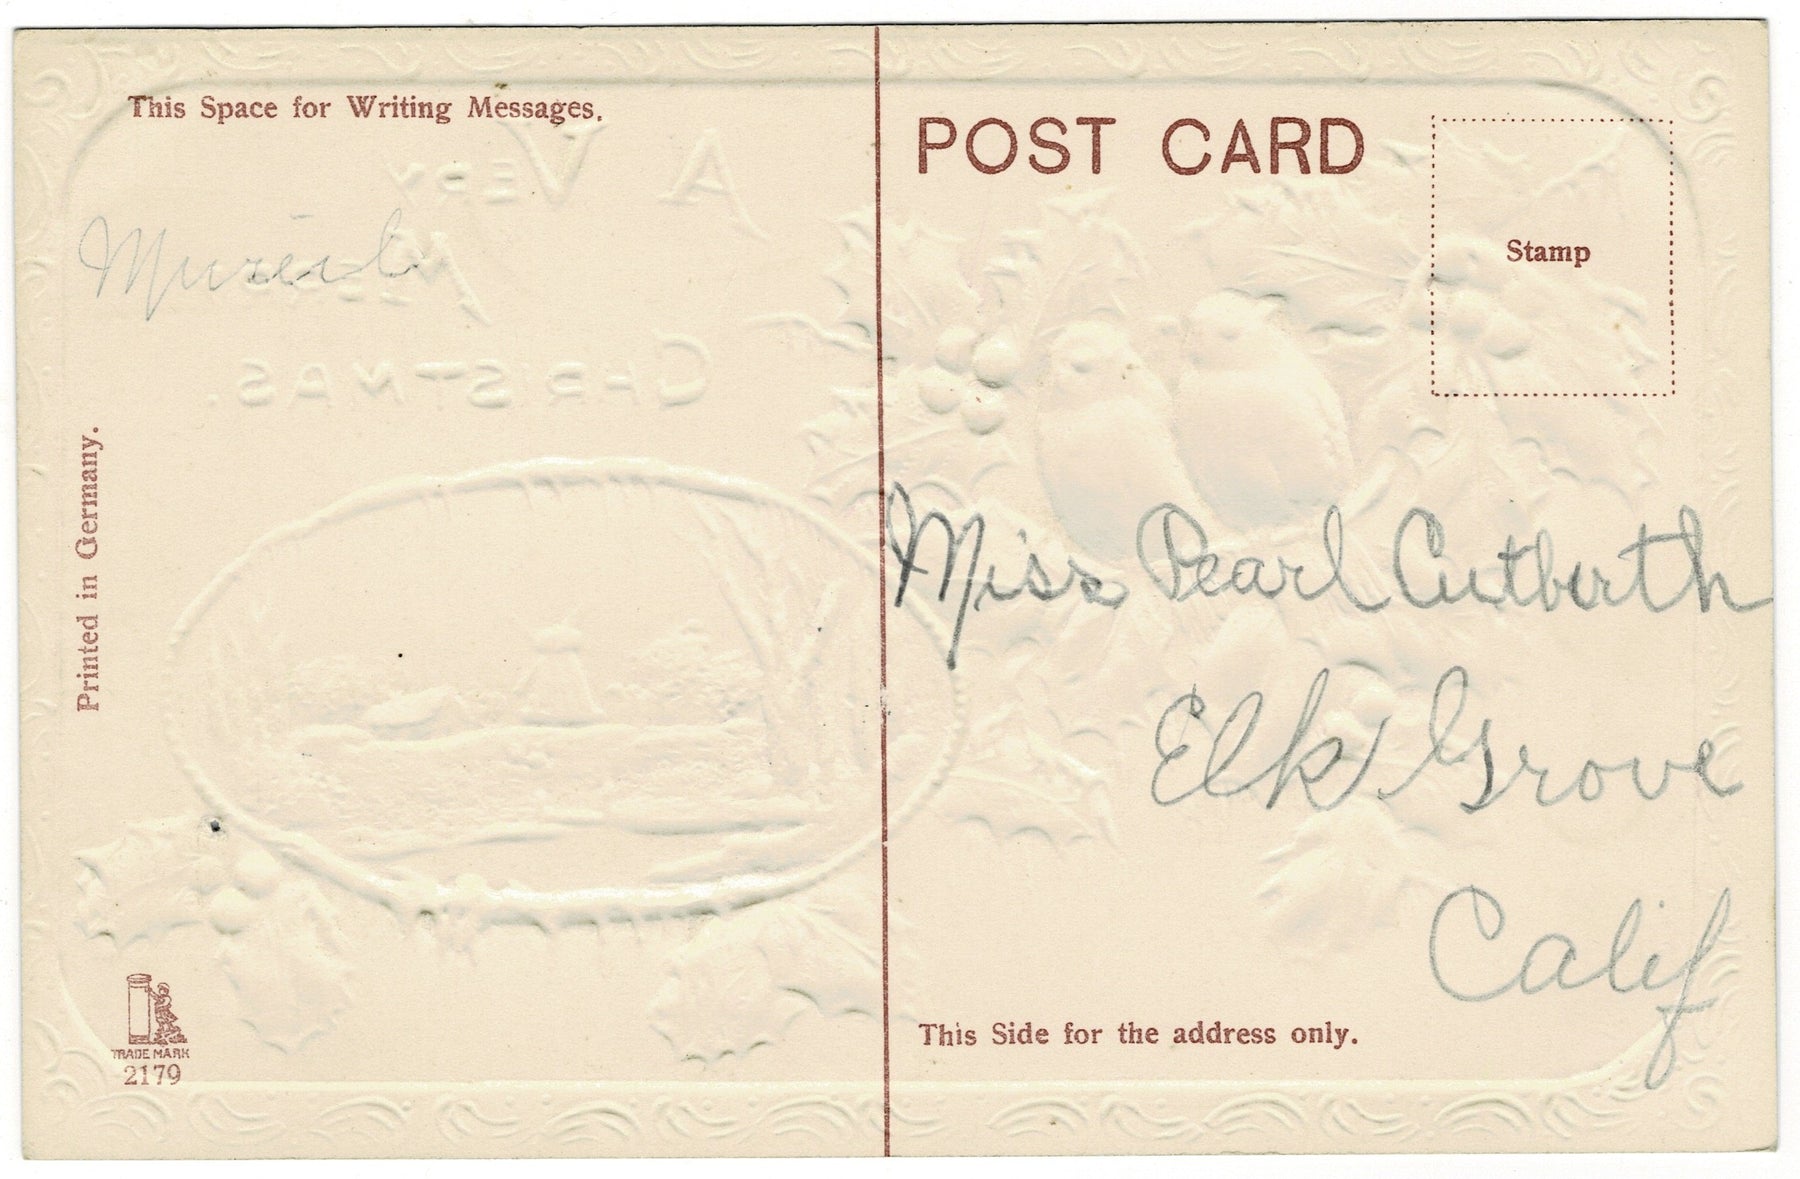 This Space for Writing Messages.
A VERY
MERRY
CHRISTMAS.
Muriel
Printed in Germany.
TRADE MARK
2179
POST CARD
Stamp
Miss Pearl Cutberth
Elk Grove
Calif
This Side for the address only.